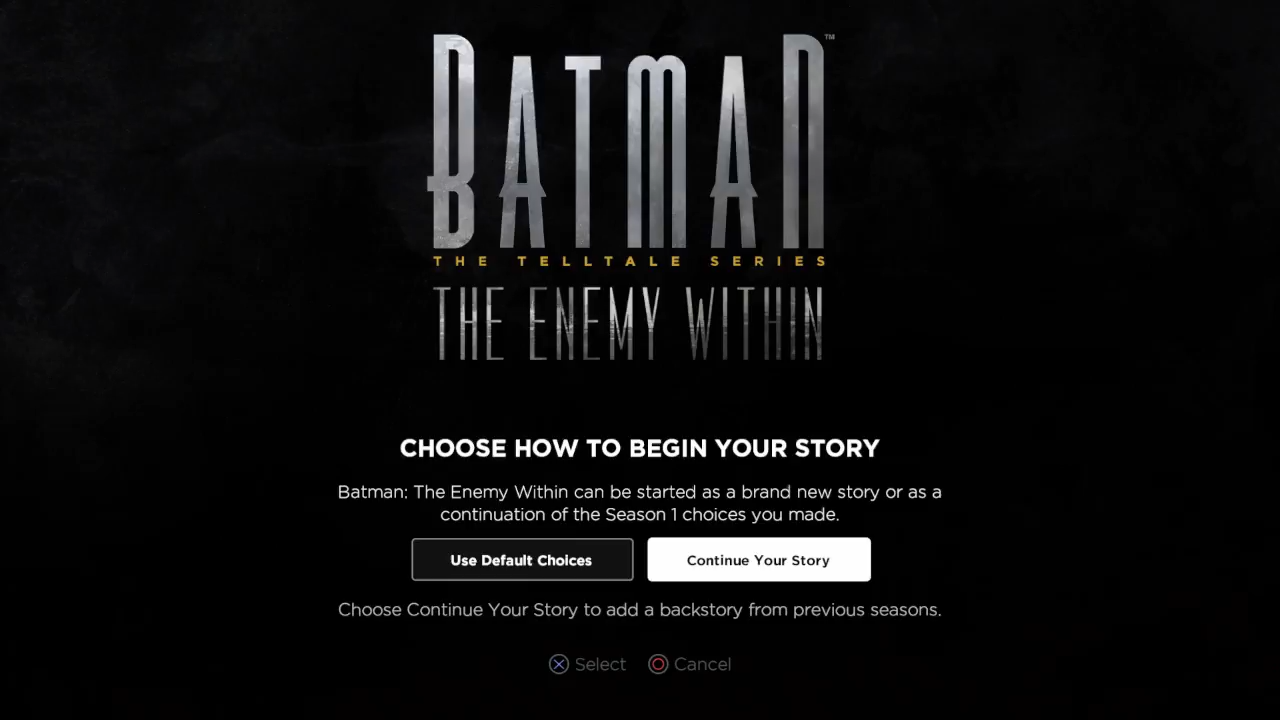 BATMAN™
THE TELLTALE SERIES
THE ENEMY WITHIN
CHOOSE HOW TO BEGIN YOUR STORY
Batman: The Enemy Within can be started as a brand new story or as a
continuation of the Season 1 choices you made.
Use Default Choices Continue Your Story
Choose Continue Your Story to add a backstory from previous seasons.
Select Cancel